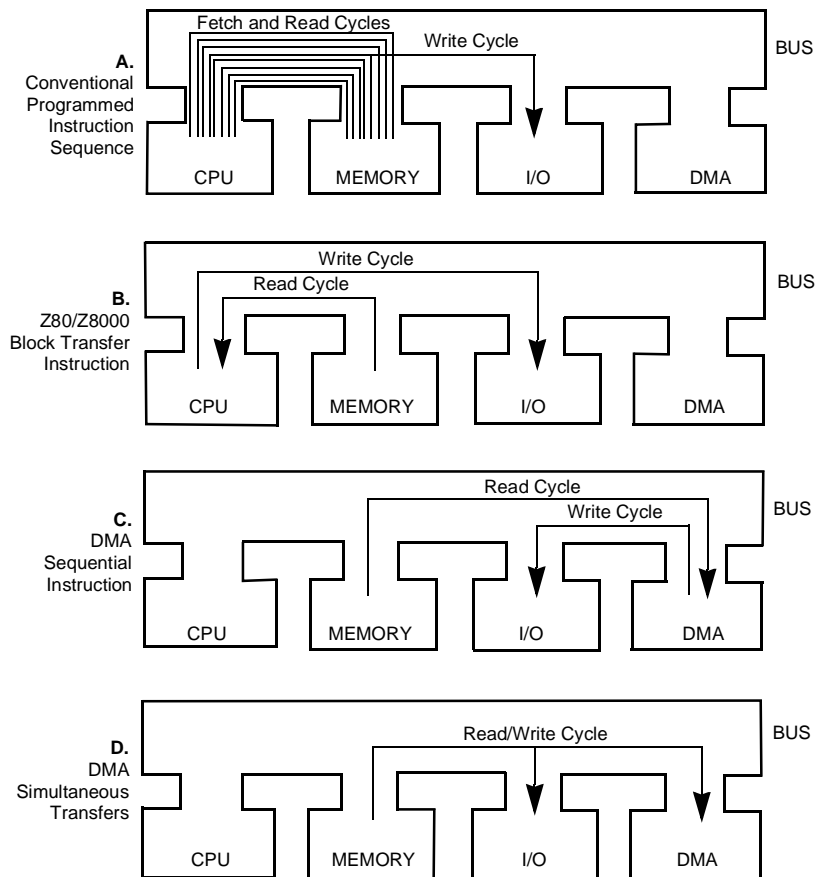 Fetch and Read Cycles
Write Cycle
BUS
A.
Conventional
Programmed
Instruction
Sequence
CPU
MEMORY
I/O
DMA
Write Cycle
Read Cycle
BUS
B.
Z80/Z8000
Block Transfer
Instruction
CPU
MEMORY
I/O
DMA
Read Cycle
Write Cycle
BUS
C.
DMA
Sequential
Instruction
CPU
MEMORY
I/O
DMA
Read/Write Cycle
BUS
D.
DMA
Simultaneous
Transfers
CPU
MEMORY
I/O
DMA